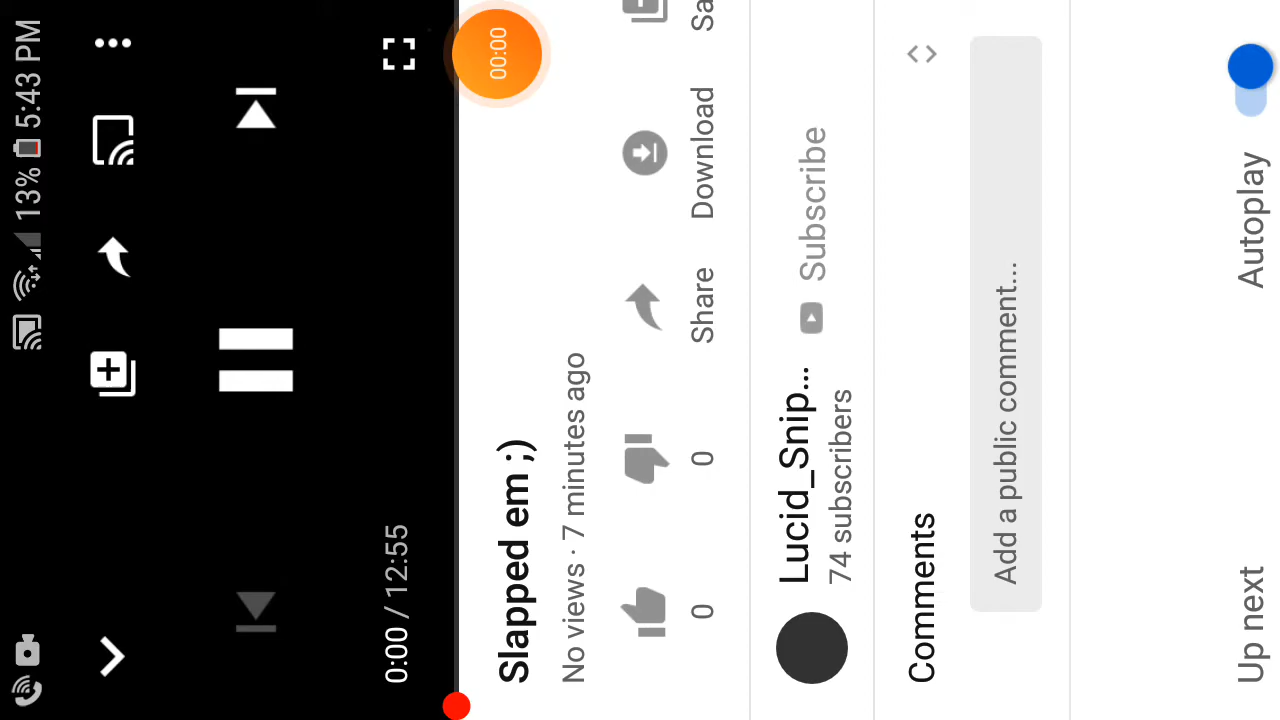 13% 5:43 PM
0:00 / 12:55
00:00
Slapped em ;)
No views · 7 minutes ago
0
0
Share
Download
Sa
Lucid_Snip...
74 subscribers
Subscribe
Comments
Add a public comment...
Up next
Autoplay